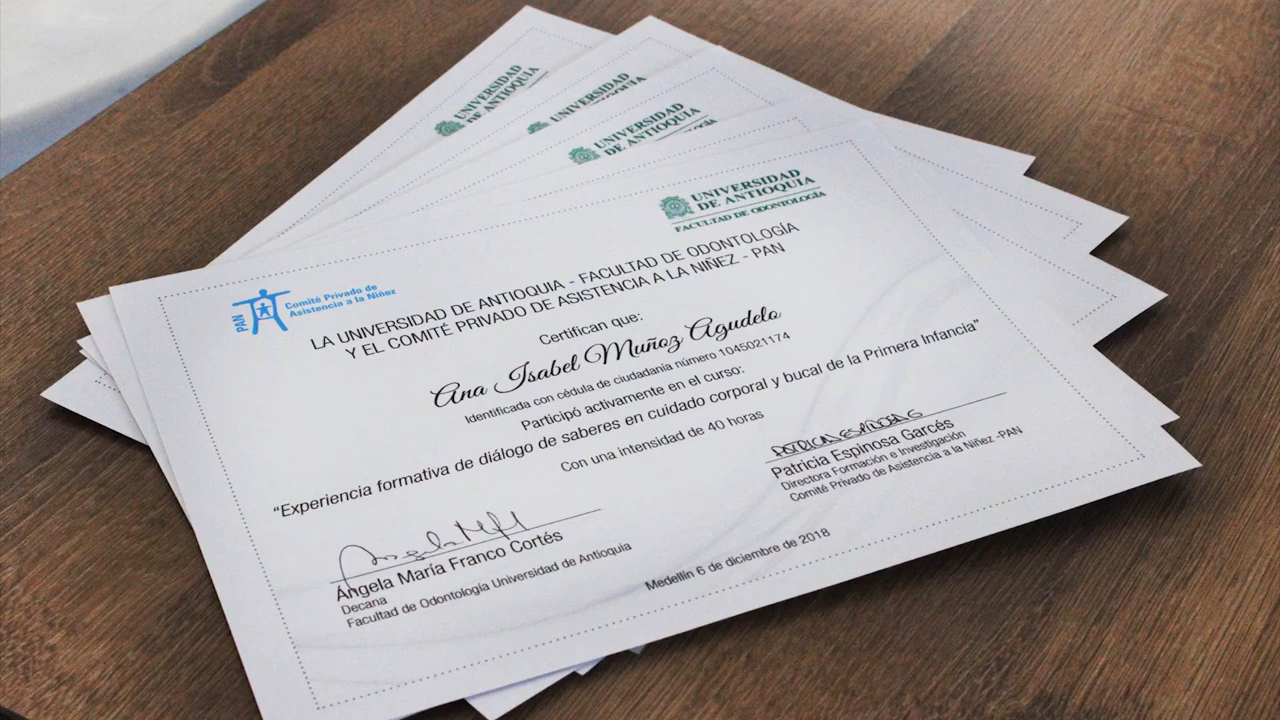 UNIVERSIDAD
DE ANTIOQUIA
UNIVERSIDAD
UNIVERSIDAD
DE ANTIOQUIA
UNIVERSIDAD
DE ANTIOQUIA
FACULTAD DE ODONTOLOGÍA
PAN
Comité Privado de
Asistencia a la Niñez
LA UNIVERSIDAD DE ANTIOQUIA - FACULTAD DE ODONTOLOGÍA
Y EL COMITÉ PRIVADO DE ASISTENCIA A LA NIÑEZ - PAN
Certifican que:
Ana Isabel Muñoz Agudelo
Identificada con cédula de ciudadanía número 1045021174
Participó activamente en el curso:
“Experiencia formativa de diálogo de saberes en cuidado corporal y bucal de la Primera Infancia”
Con una intensidad de 40 horas
PATRICIA ESPINOSA G
Patricia Espinosa Garcés
Directora Formación e Investigación
Comité Privado de Asistencia a la Niñez -PAN
Ángela María Franco Cortés
Decana
Facultad de Odontología Universidad de Antioquia
Medellín 6 de diciembre de 2018